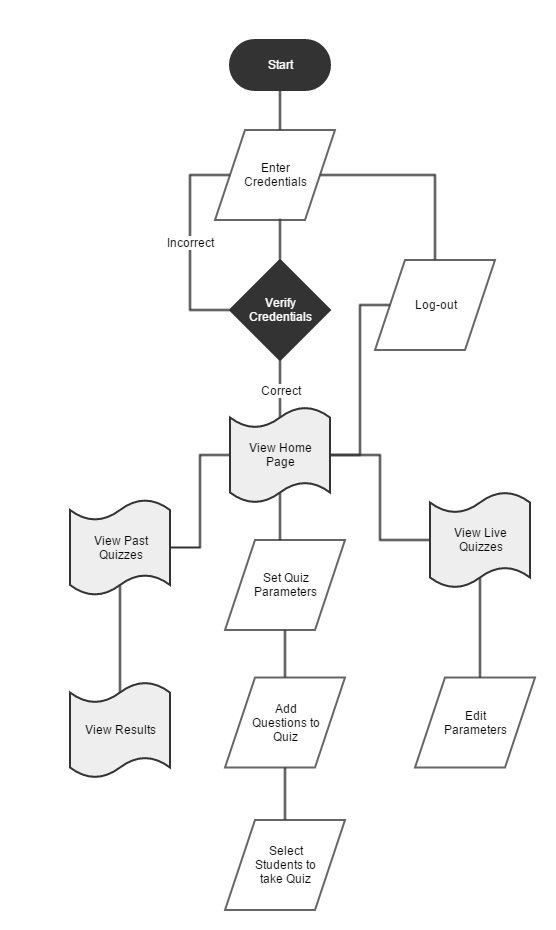 Start
Enter
Credentials
Incorrect
Verify
Credentials
Log-out
Correct
View Home
Page
View Past
Quizzes
View Live
Quizzes
Set Quiz
Parameters
View Results
Add
Questions to
Quiz
Edit
Parameters
Select
Students to
take Quiz